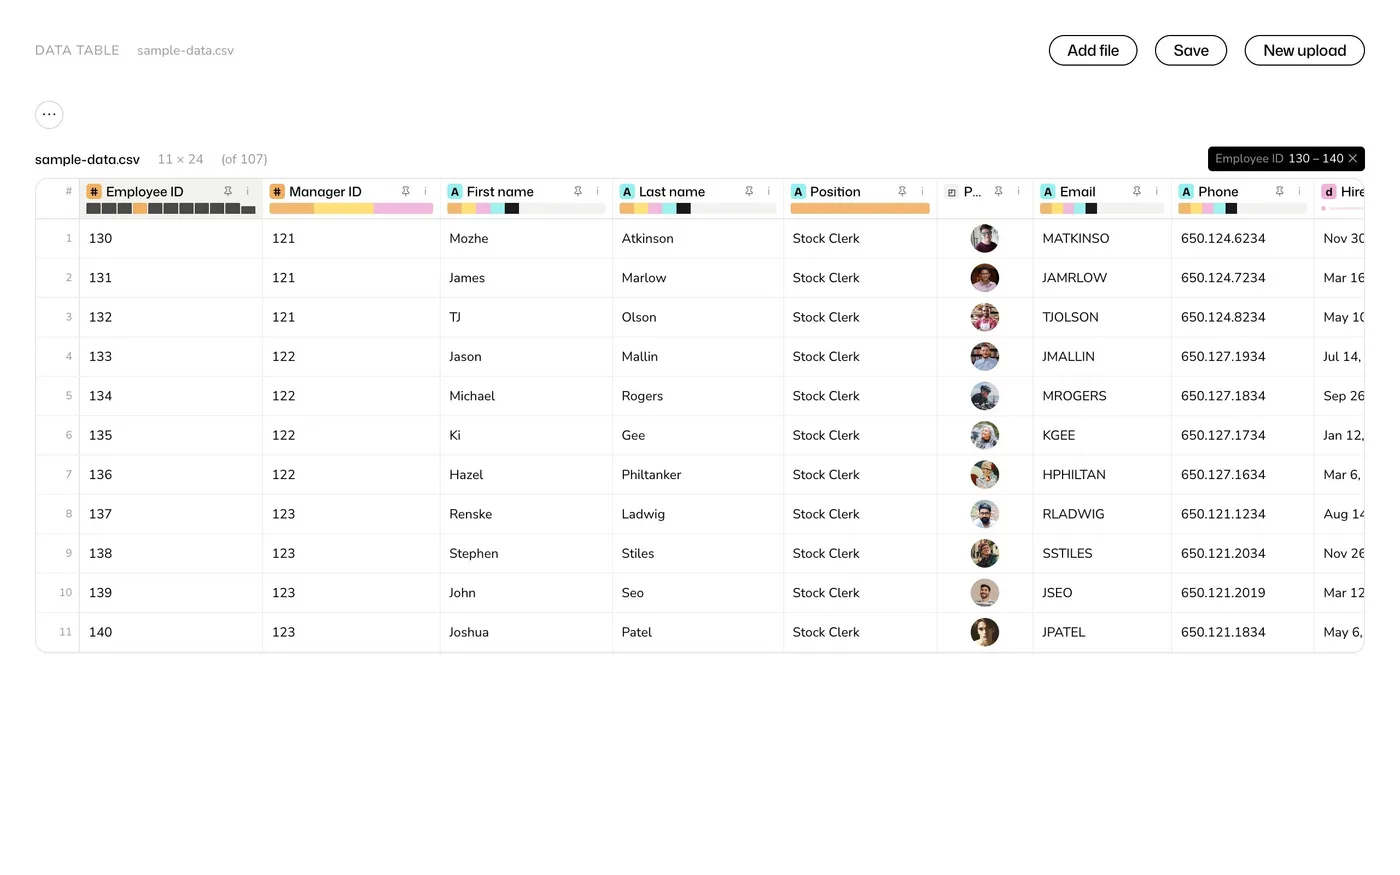 DATA TABLE sample-data.csv Add file Save New upload
...
sample-data.csv 11 × 24 (of 107) Employee ID 130 – 140 ×
# # Employee ID i # Manager ID i A First name i A Last name i A Position i P... i A Email i A Phone i d Hire
1 130 121 Mozhe Atkinson Stock Clerk MATKINSO 650.124.6234 Nov 30
2 131 121 James Marlow Stock Clerk JAMRLOW 650.124.7234 Mar 16
3 132 121 TJ Olson Stock Clerk TJOLSON 650.124.8234 May 10
4 133 122 Jason Mallin Stock Clerk JMALLIN 650.127.1934 Jul 14,
5 134 122 Michael Rogers Stock Clerk MROGERS 650.127.1834 Sep 26
6 135 122 Ki Gee Stock Clerk KGEE 650.127.1734 Jan 12,
7 136 122 Hazel Philtanker Stock Clerk HPHILTAN 650.127.1634 Mar 6,
8 137 123 Renske Ladwig Stock Clerk RLADWIG 650.121.1234 Aug 14
9 138 123 Stephen Stiles Stock Clerk SSTILES 650.121.2034 Nov 26
10 139 123 John Seo Stock Clerk JSEO 650.121.2019 Mar 12
11 140 123 Joshua Patel Stock Clerk JPATEL 650.121.1834 May 6,